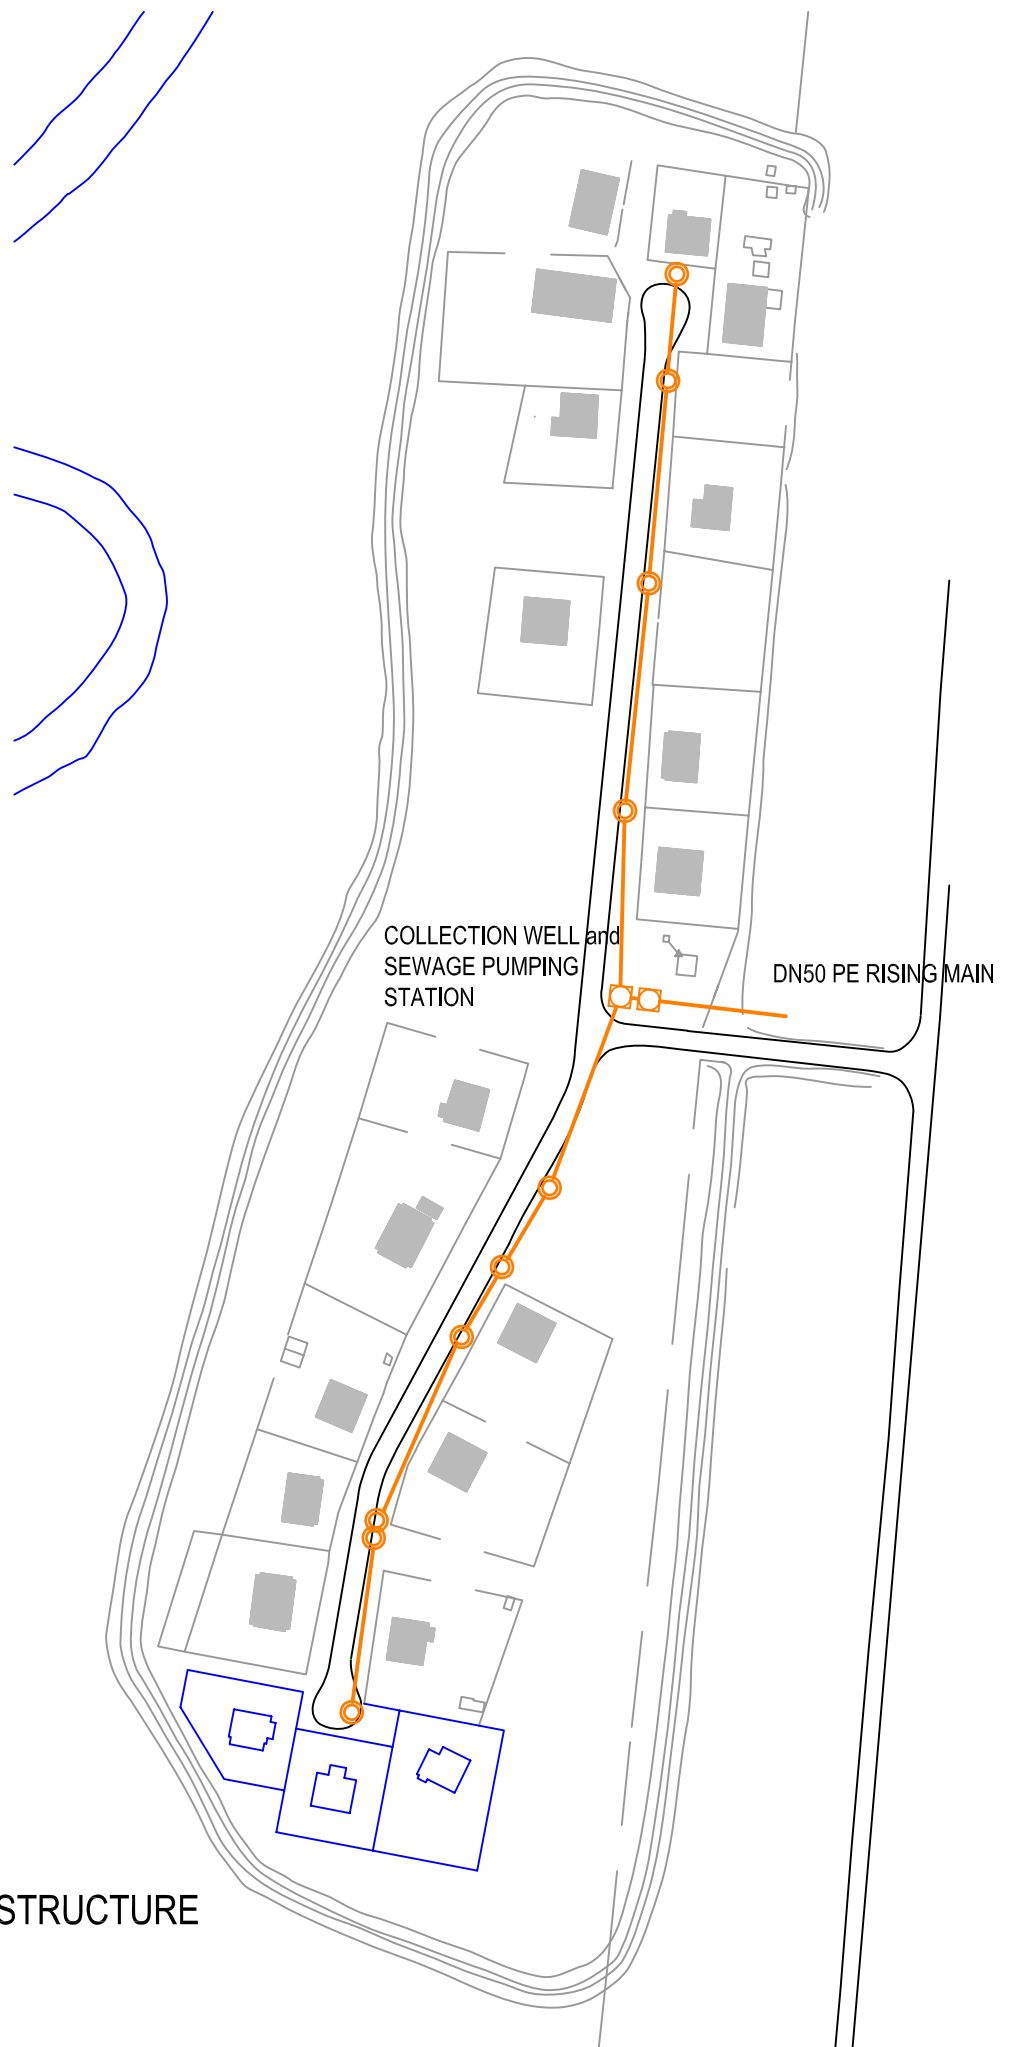 COLLECTION WELL and
SEWAGE PUMPING
STATION
DN50 PE RISING MAIN
STRUCTURE